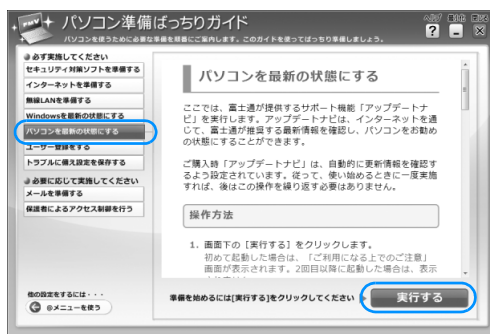 FMV
パソコン準備ばっちりガイド
ヘルプ 最小化 閉じる
パソコンを使うために必要な準備を順番にご案内します。このガイドを使ってばっちり準備しましょう。
必ず実施してください
セキュリティ対策ソフトを準備する
インターネットを準備する
無線LANを準備する
Windowsを最新の状態にする
パソコンを最新の状態にする
ユーザー登録をする
トラブルに備え設定を保存する
必要に応じて実施してください
メールを準備する
保護者によるアクセス制御を行う
他の設定をするには・・・
@メニューを使う
パソコンを最新の状態にする
ここでは、富士通が提供するサポート機能「アップデートナ
ビ」を実行します。アップデートナビは、インターネットを通
じて、富士通が推奨する最新情報を確認し、パソコンをお勧め
の状態にすることができます。
ご購入時「アップデートナビ」は、自動的に更新情報を確認す
るよう設定されています。従って、使い始めるときに一度実施
すれば、後はこの操作を繰り返す必要はありません。
操作方法
1. 画面下の［実行する］をクリックします。
初めて起動した場合は、「ご利用になる上でのご注意」
画面が表示されます。2回目以降に起動した場合は、表示
準備を始めるには[実行する]をクリックしてください
実行する